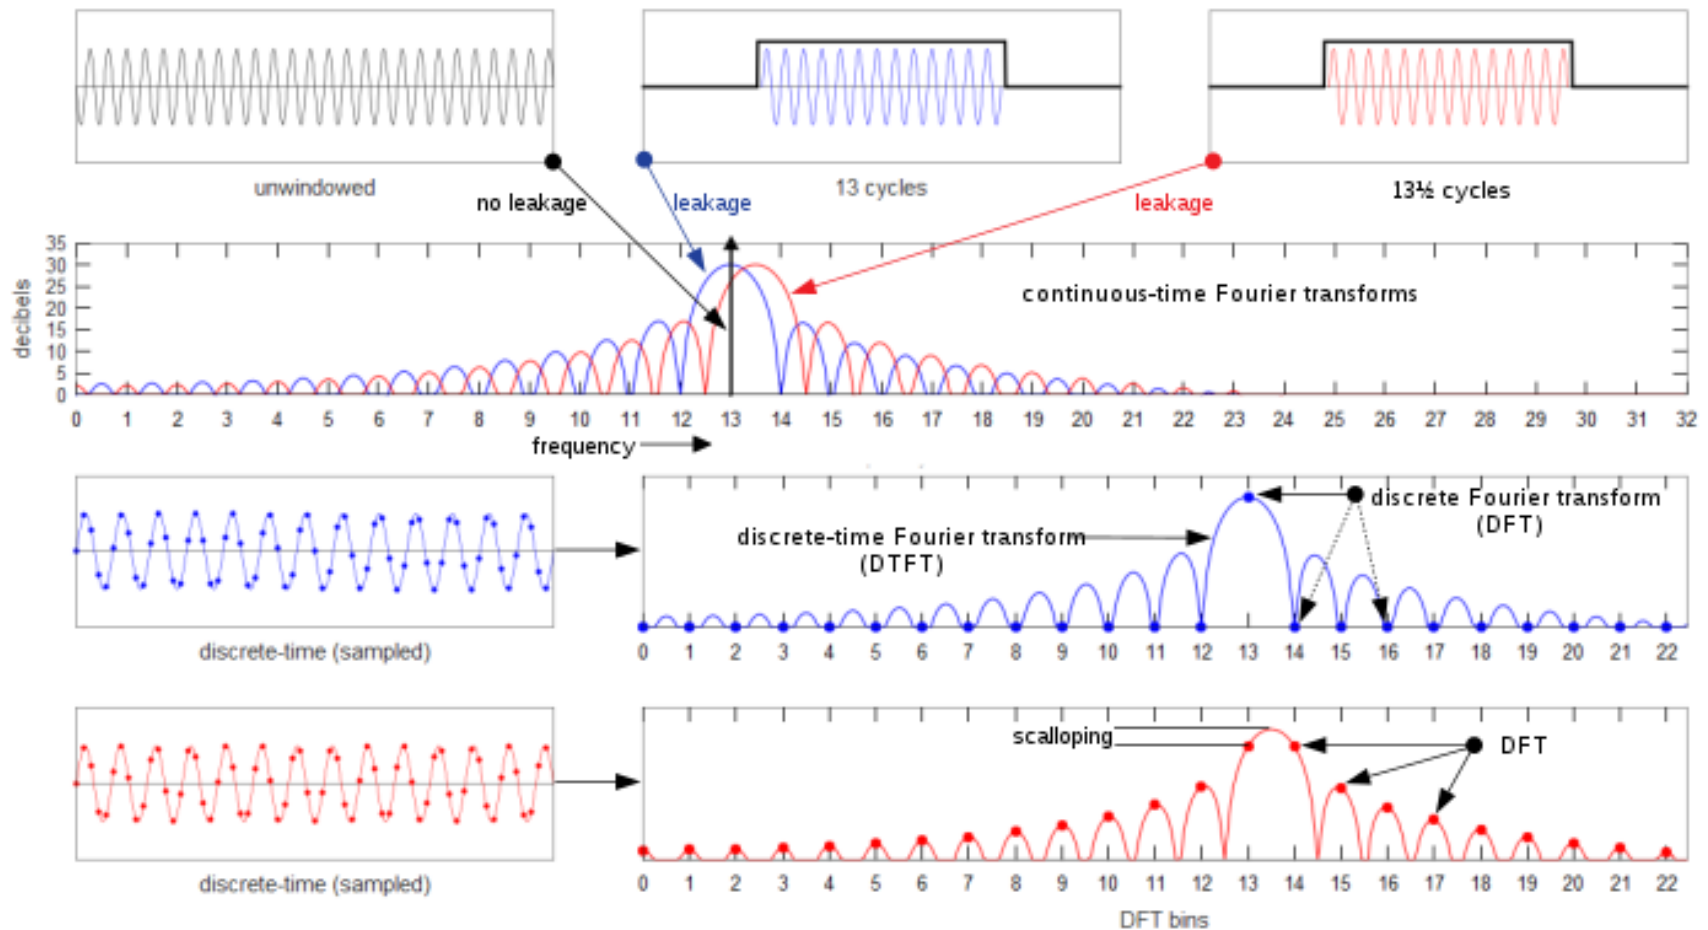 unwindowed
13 cycles
13½ cycles
no leakage
leakage
leakage
35
30
25
20
15
10
5
0
decibels
continuous-time Fourier transforms
0 1 2 3 4 5 6 7 8 9 10 11 12 13 14 15 16 17 18 19 20 21 22 23 24 25 26 27 28 29 30 31 32
frequency
discrete-time Fourier transform
(DTFT)
discrete Fourier transform
(DFT)
0 1 2 3 4 5 6 7 8 9 10 11 12 13 14 15 16 17 18 19 20 21 22
discrete-time (sampled)
scalloping
DFT
0 1 2 3 4 5 6 7 8 9 10 11 12 13 14 15 16 17 18 19 20 21 22
discrete-time (sampled)
DFT bins